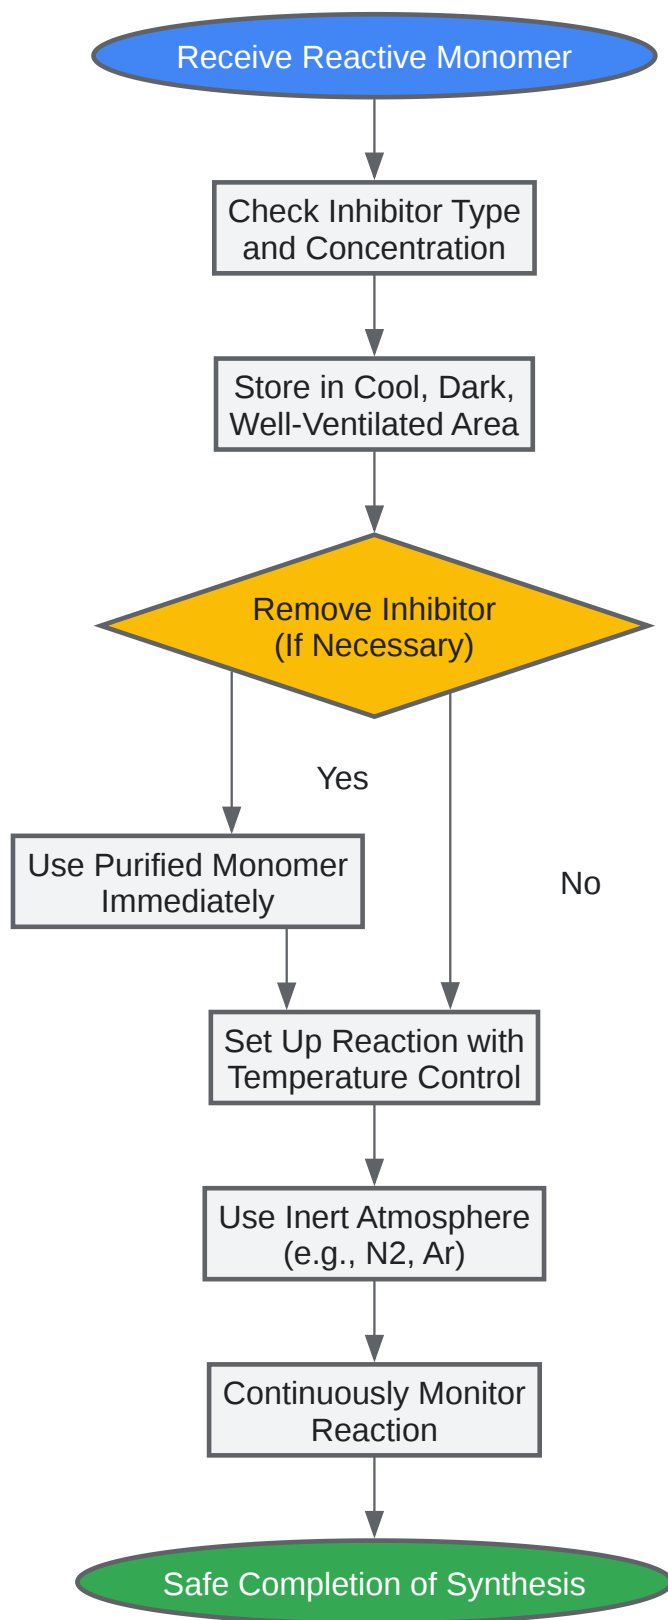 Receive Reactive Monomer
Check Inhibitor Type
and Concentration
Store in Cool, Dark,
Well-Ventilated Area
Remove Inhibitor
(If Necessary)
Yes
Use Purified Monomer
Immediately
No
Set Up Reaction with
Temperature Control
Use Inert Atmosphere
(e.g., N2, Ar)
Continuously Monitor
Reaction
Safe Completion of Synthesis